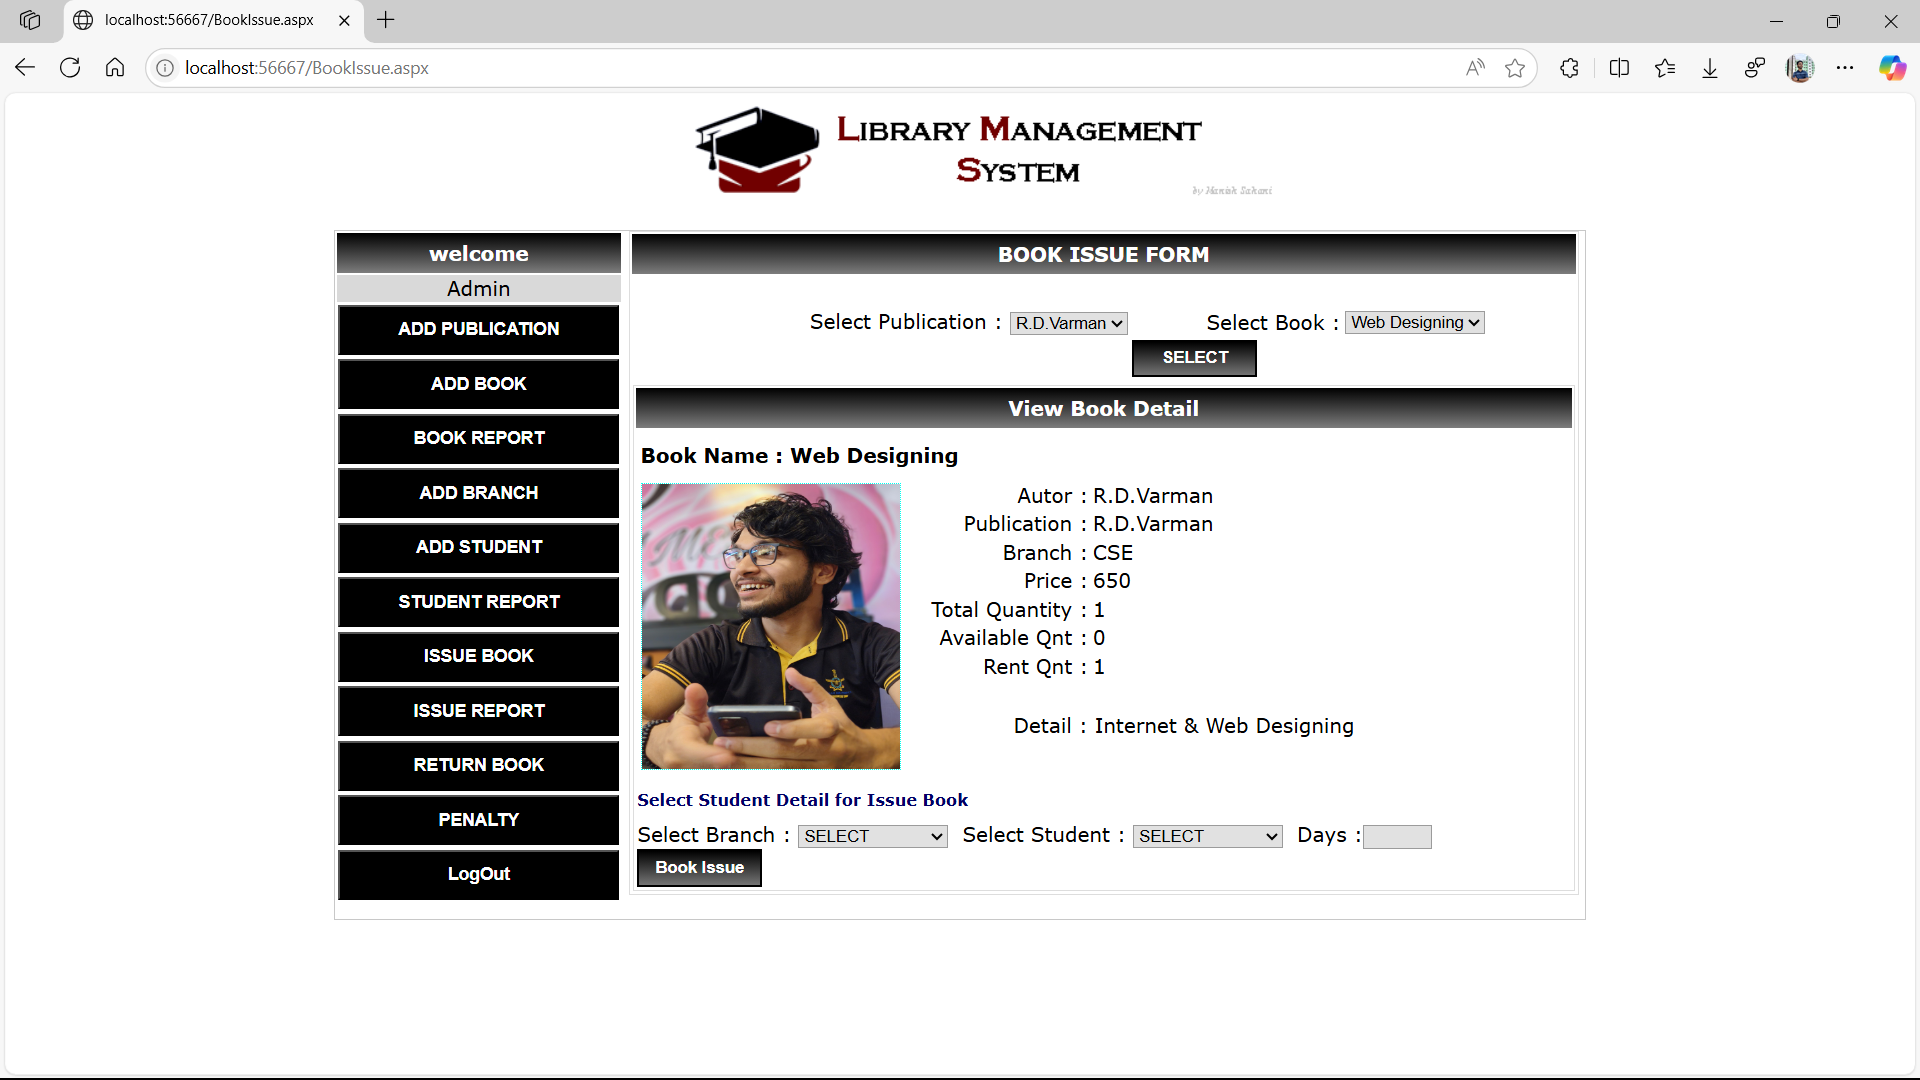 localhost:56667/BookIssue.aspx
localhost:56667/BookIssue.aspx
LIBRARY MANAGEMENT
SYSTEM
by Manish Sahani
welcome
Admin
ADD PUBLICATION
ADD BOOK
BOOK REPORT
ADD BRANCH
ADD STUDENT
STUDENT REPORT
ISSUE BOOK
ISSUE REPORT
RETURN BOOK
PENALTY
LogOut
BOOK ISSUE FORM
Select Publication : R.D.Varman Select Book : Web Designing
SELECT
View Book Detail
Book Name : Web Designing
Autor : R.D.Varman
Publication : R.D.Varman
Branch : CSE
Price : 650
Total Quantity : 1
Available Qnt : 0
Rent Qnt : 1
Detail : Internet & Web Designing
Select Student Detail for Issue Book
Select Branch : SELECT Select Student : SELECT Days :
Book Issue